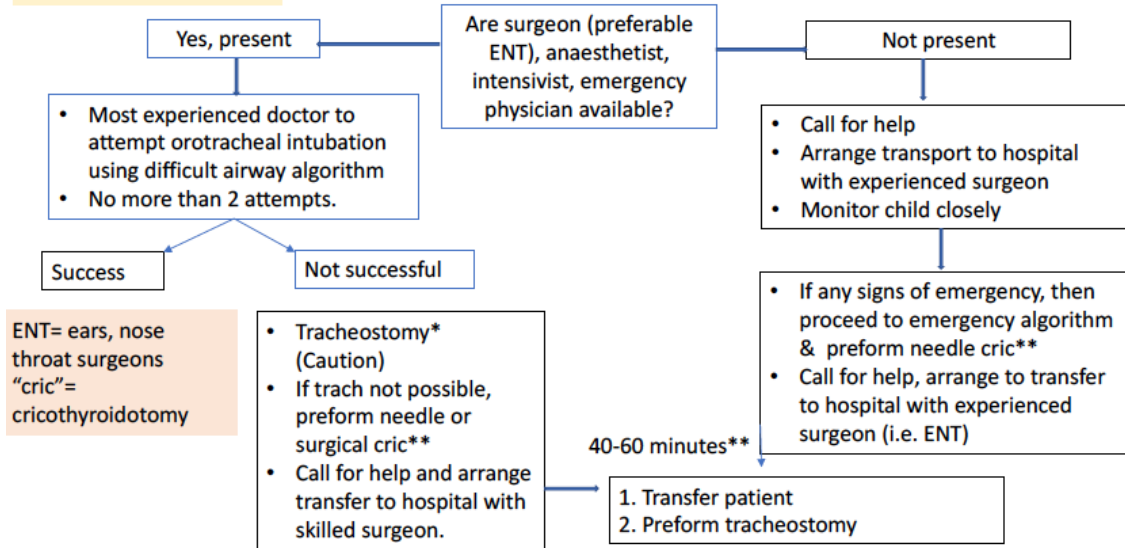 Are surgeon (preferable
ENT), anaesthetist,
intensivist, emergency
physician available?
Yes, present
• Most experienced doctor to
attempt orotracheal intubation
using difficult airway algorithm
• No more than 2 attempts.
Success
Not successful
ENT= ears, nose
throat surgeons
“cric”=
cricothyroidotomy
• Tracheostomy*
(Caution)
• If trach not possible,
preform needle or
surgical cric**
• Call for help and arrange
transfer to hospital with
skilled surgeon.
Not present
• Call for help
• Arrange transport to hospital
with experienced surgeon
• Monitor child closely
• If any signs of emergency, then
proceed to emergency algorithm
& preform needle cric**
• Call for help, arrange to transfer
to hospital with experienced
surgeon (i.e. ENT)
40-60 minutes**
1. Transfer patient
2. Preform tracheostomy